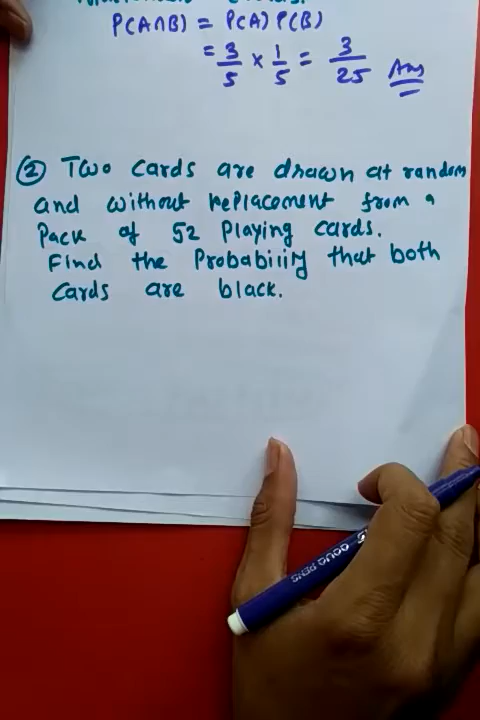 P(A∩B) = P(A) P(B)
= 3/5 × 1/5 = 3/25 Ans
② Two cards are drawn at random
and without replacement from a
Pack of 52 Playing cards.
Find the Probability that both
cards are black.